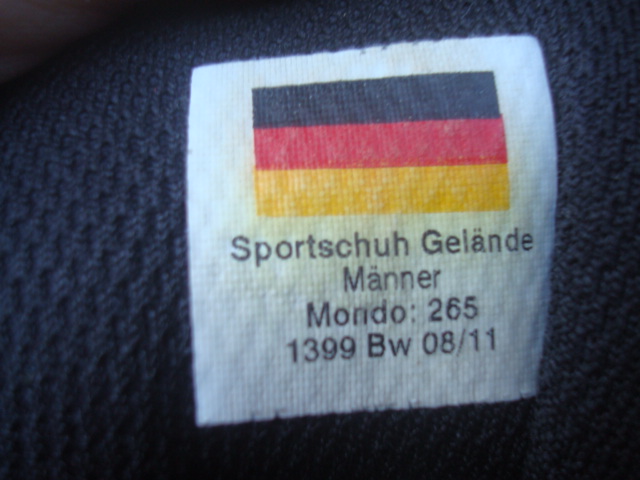 Sportschuh Gelände
Männer
Mondo: 265
1399 Bw 08/11